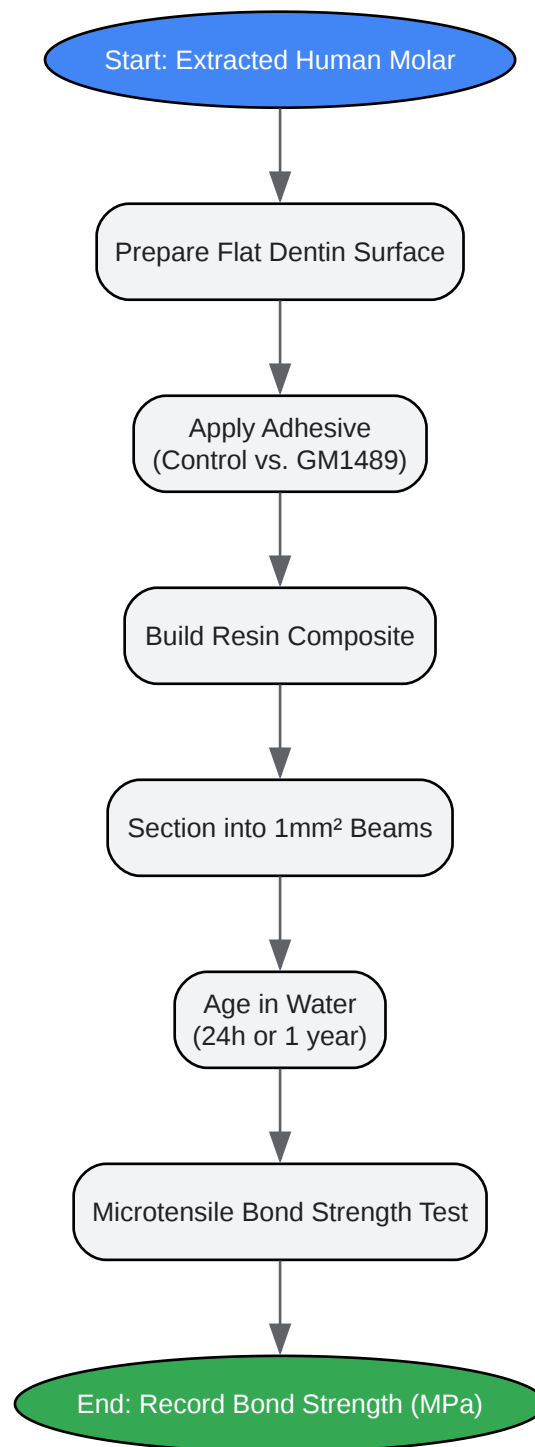 Start: Extracted Human Molar
Prepare Flat Dentin Surface
Apply Adhesive
(Control vs. GM1489)
Build Resin Composite
Section into 1mm² Beams
Age in Water
(24h or 1 year)
Microtensile Bond Strength Test
End: Record Bond Strength (MPa)